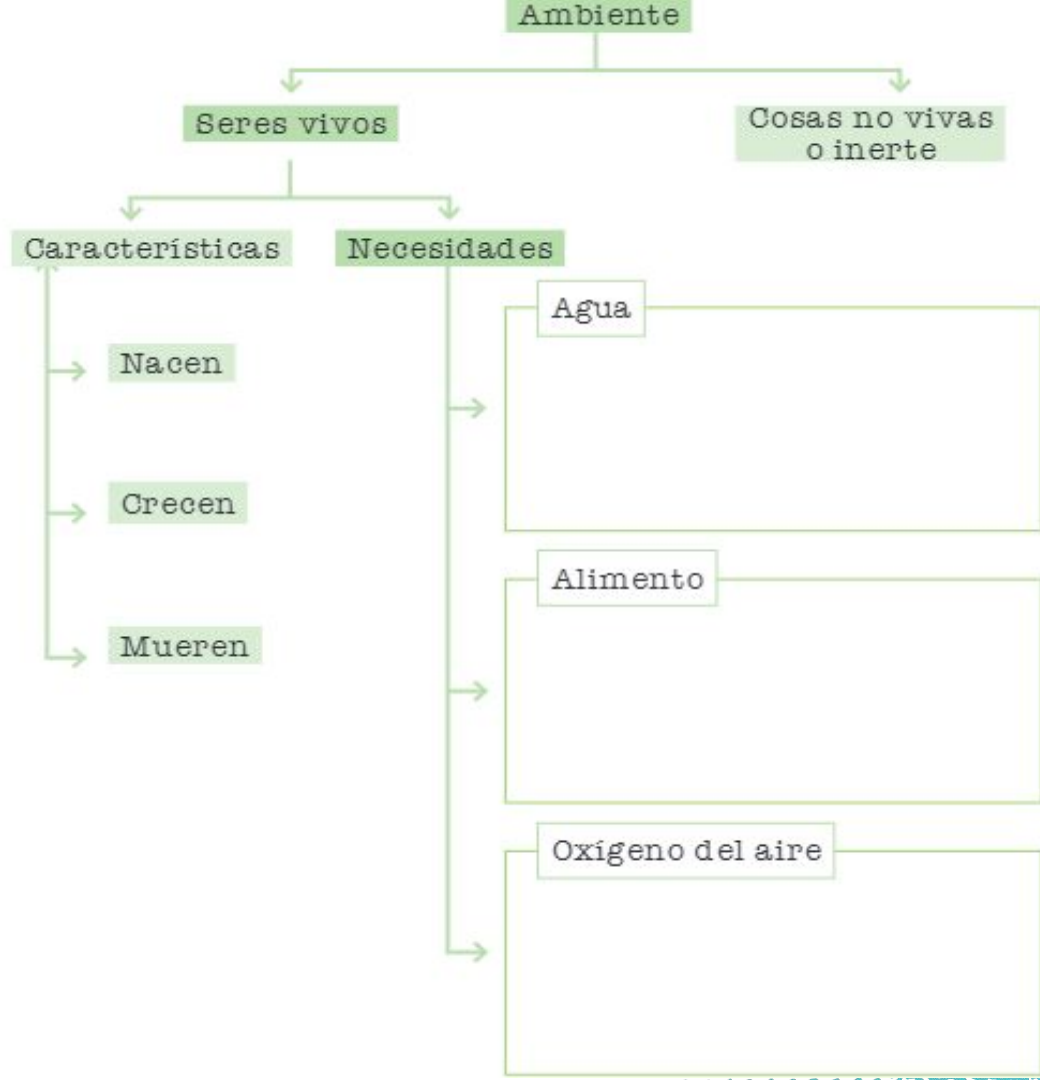 Ambiente
Seres vivos
Cosas no vivas
o inerte
Características
Necesidades
Nacen
Crecen
Mueren
Agua
Alimento
Oxígeno del aire